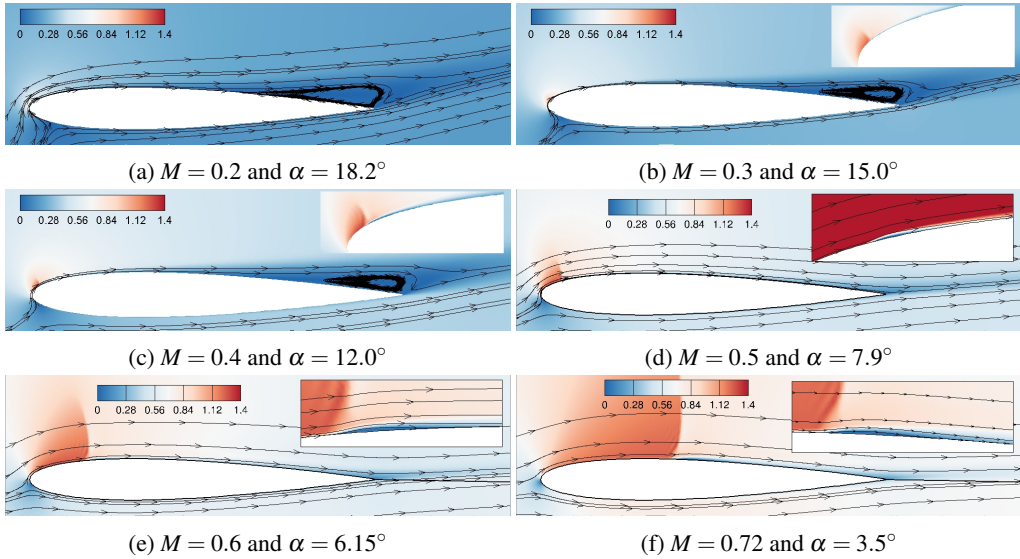 0 0.28 0.56 0.84 1.12 1.4
0 0.28 0.56 0.84 1.12 1.4
(a) M = 0.2 and α = 18.2°
(b) M = 0.3 and α = 15.0°
0 0.28 0.56 0.84 1.12 1.4
0 0.28 0.56 0.84 1.12 1.4
(c) M = 0.4 and α = 12.0°
(d) M = 0.5 and α = 7.9°
0 0.28 0.56 0.84 1.12 1.4
0 0.28 0.56 0.84 1.12 1.4
(e) M = 0.6 and α = 6.15°
(f) M = 0.72 and α = 3.5°